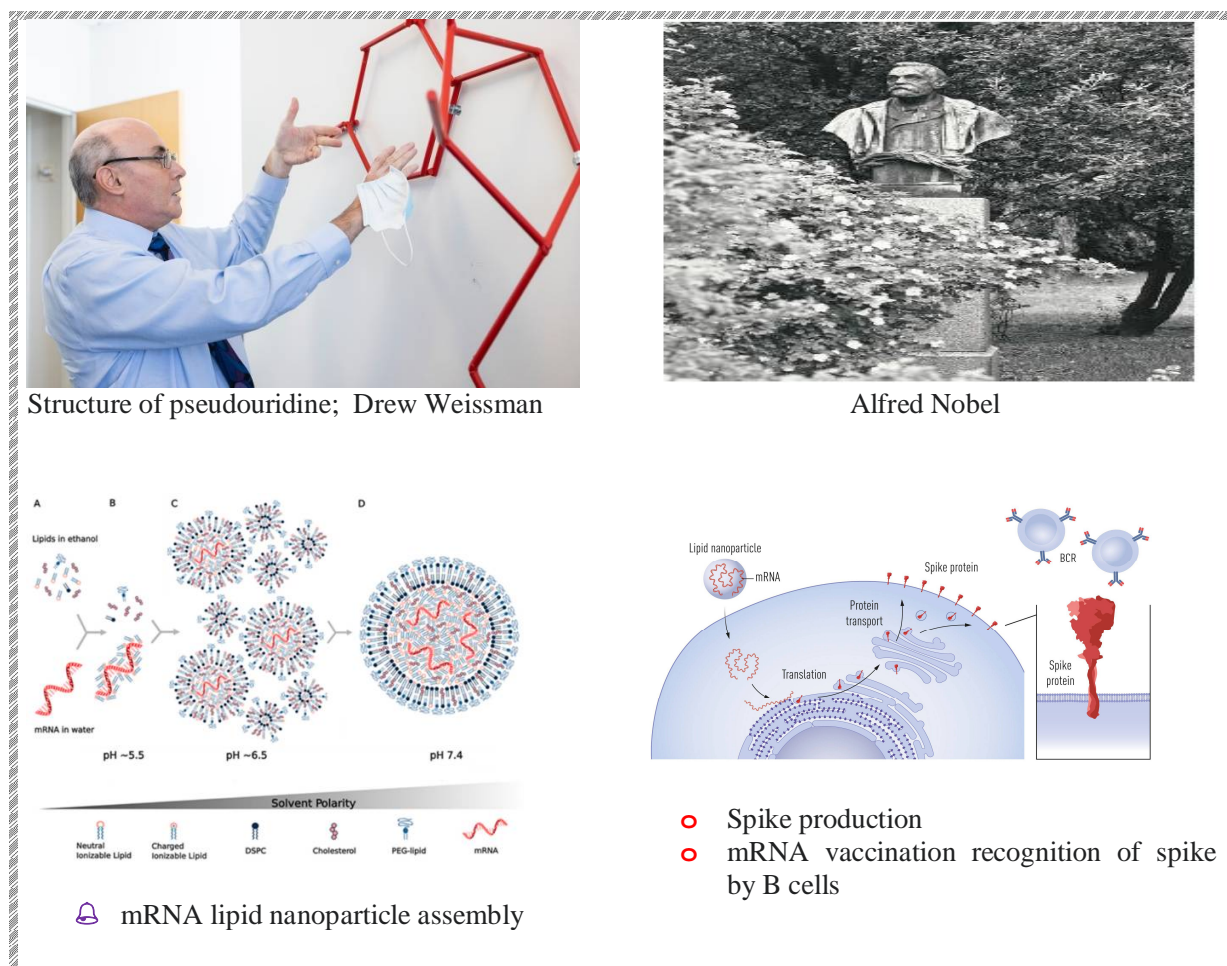 Structure of pseudouridine; Drew Weissman
Alfred Nobel
A
B
C
D
Lipids in ethanol
mRNA in water
pH ~5.5
pH ~6.5
pH 7.4
Solvent Polarity
Neutral
Ionizable Lipid
Charged
Ionizable Lipid
DSPC
Cholesterol
PEG-lipid
mRNA
mRNA lipid nanoparticle assembly
Lipid nanoparticle
mRNA
Spike protein
Protein
transport
Translation
BCR
Spike
protein
Spike production
mRNA vaccination recognition of spike
by B cells